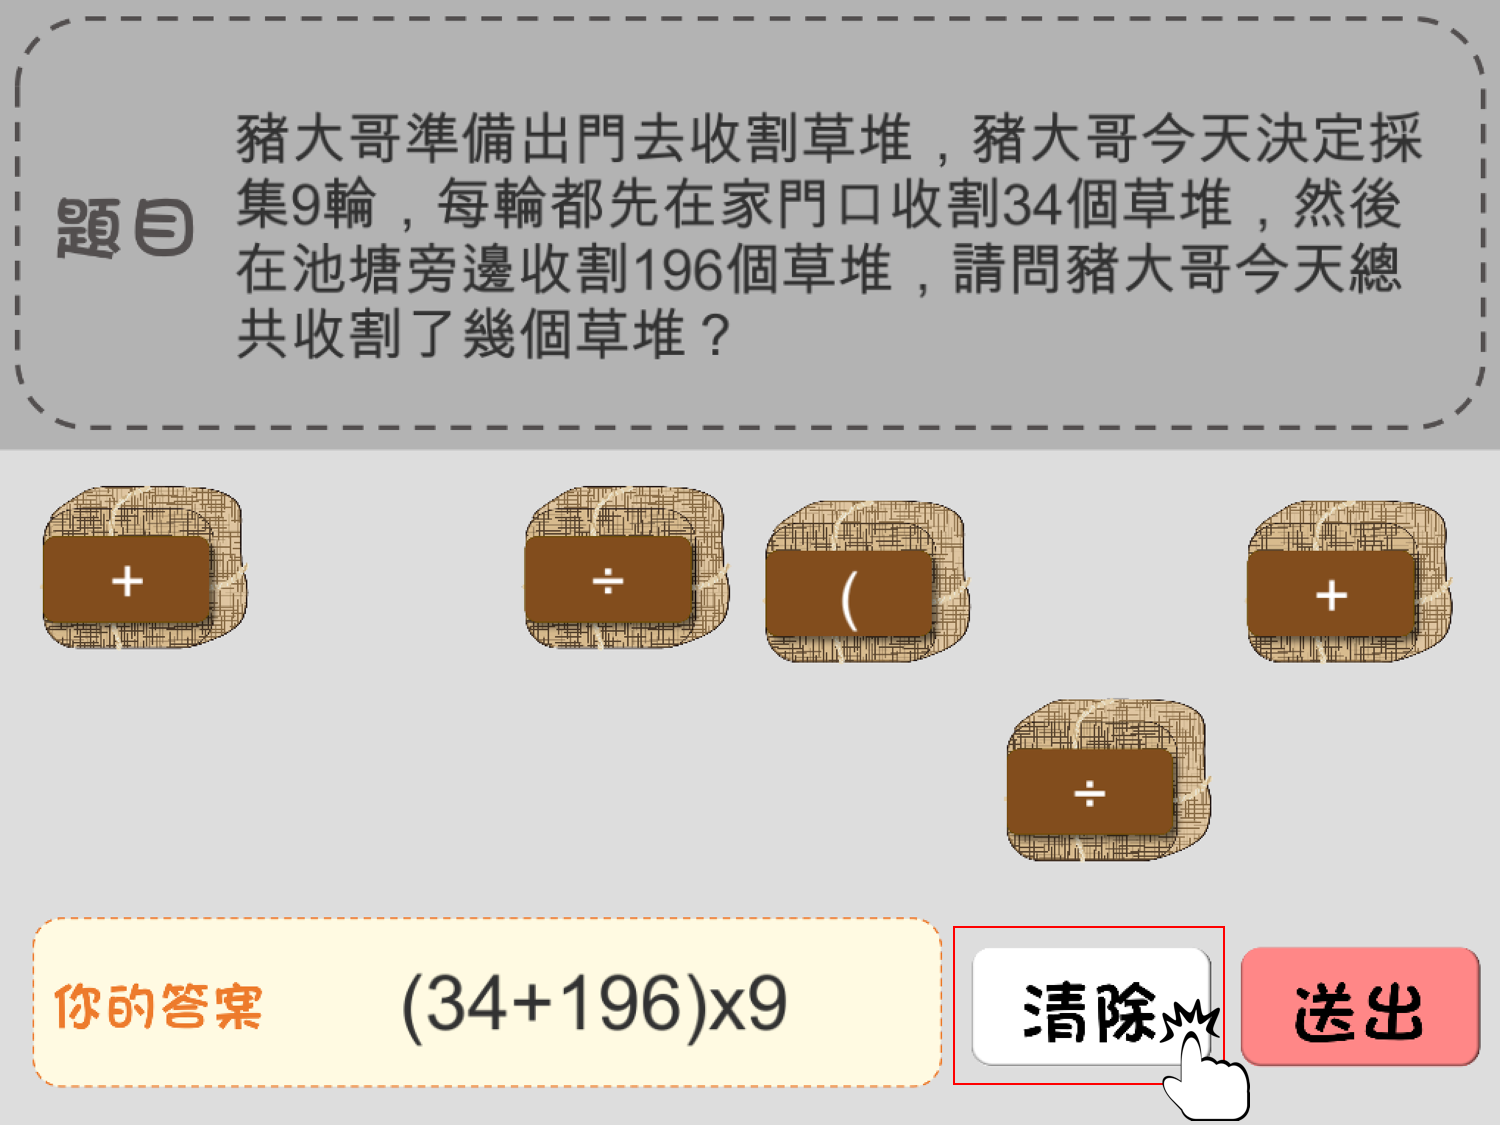 題目
豬大哥準備出門去收割草堆，豬大哥今天決定採
集9輪，每輪都先在家門口收割34個草堆，然後
在池塘旁邊收割196個草堆，請問豬大哥今天總
共收割了幾個草堆？
+
÷
(
+
÷
你的答案
(34+196)x9
清除
送出